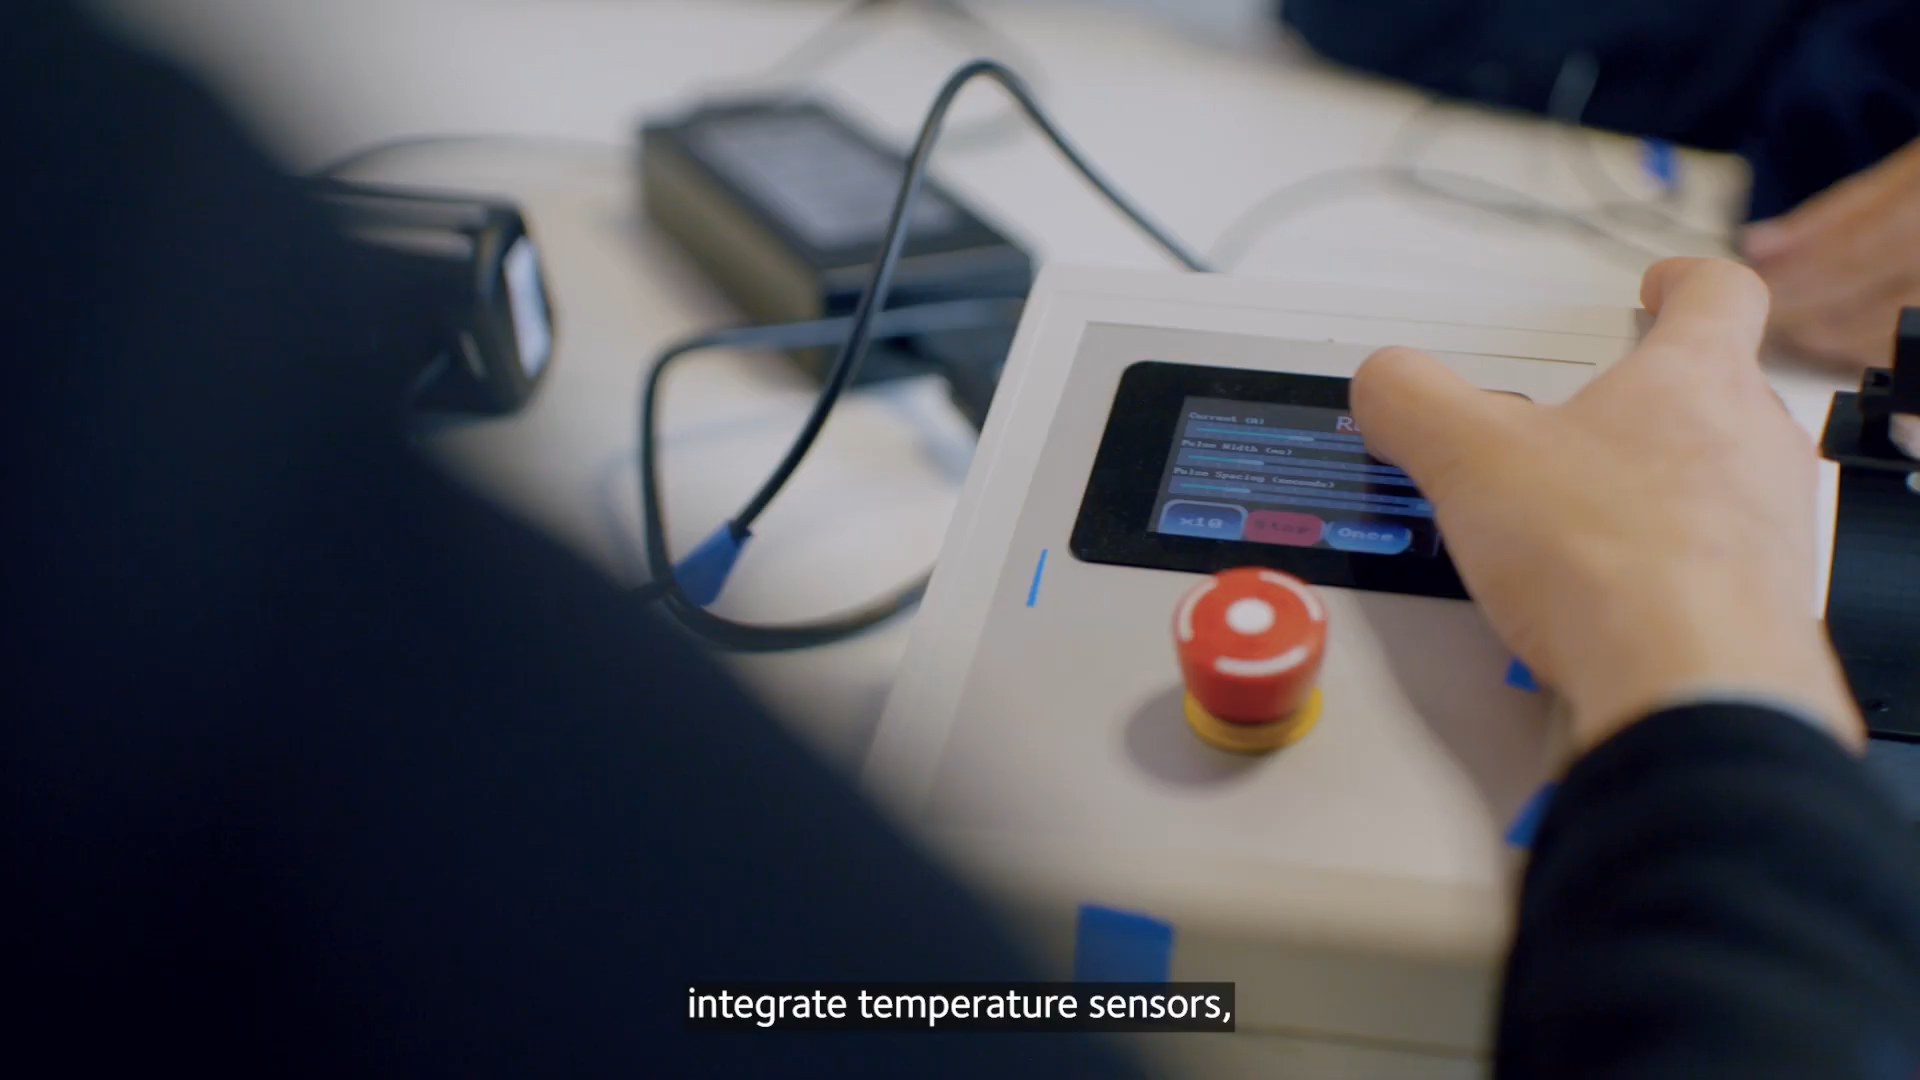 Current (A)
Pulse Width (ms)
Pulse Spacing (seconds)
x10
Stop
Once
integrate temperature sensors,